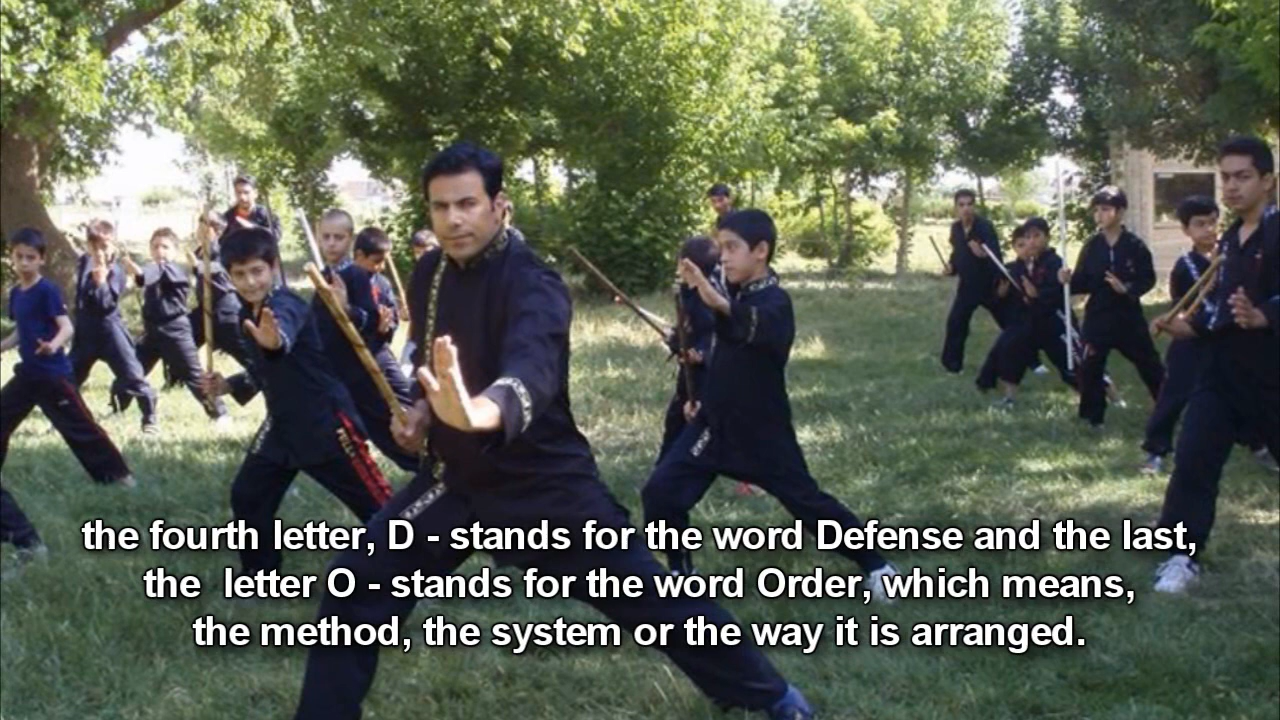 the fourth letter, D - stands for the word Defense and the last,
the  letter O - stands for the word Order, which means,
the method, the system or the way it is arranged.